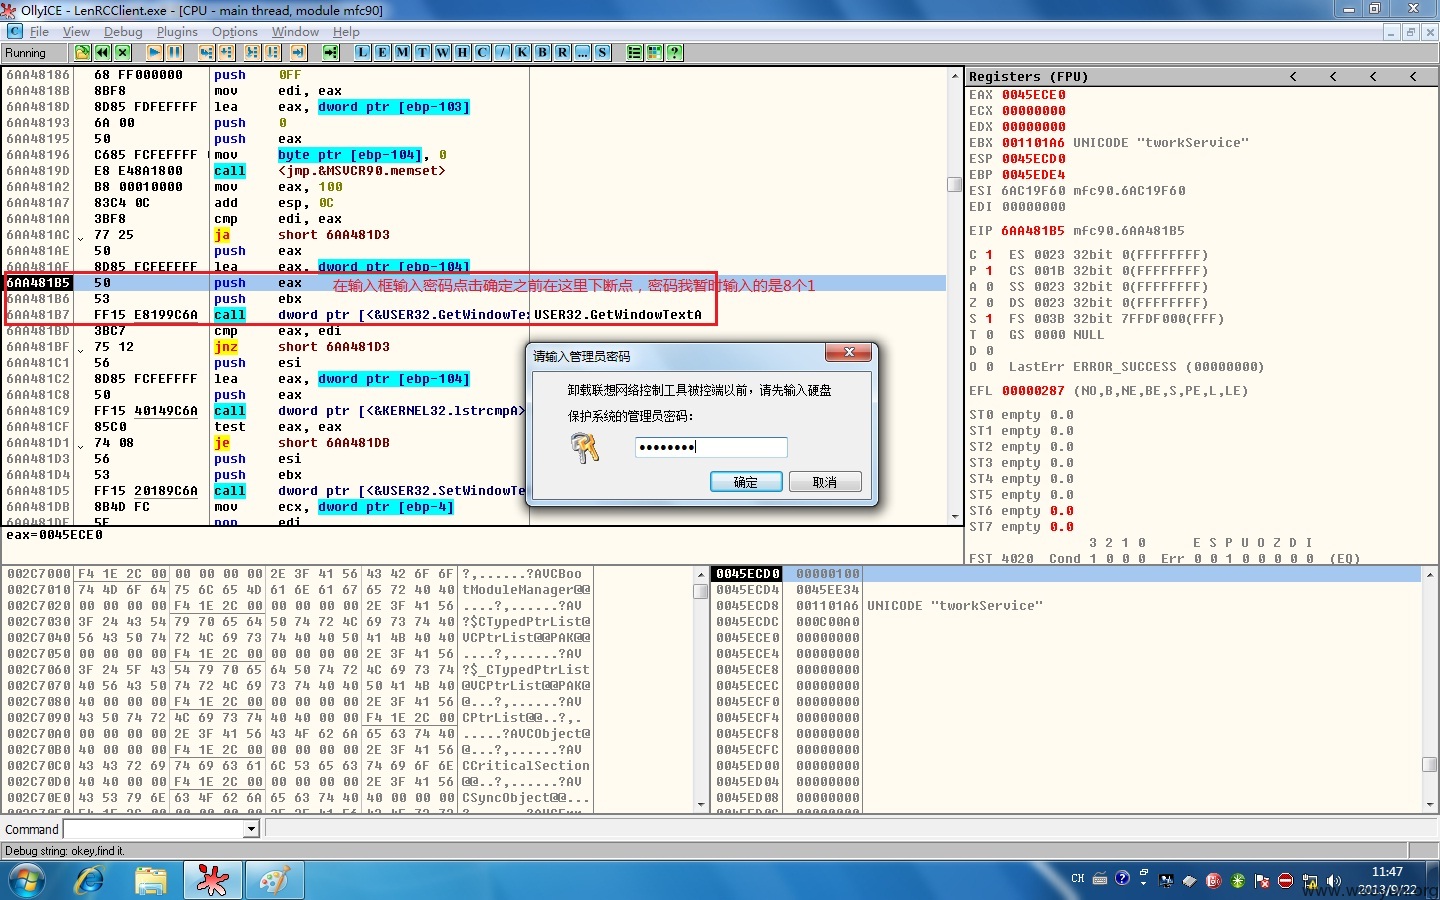 OllyICE - LenRCClient.exe - [CPU - main thread, module mfc90]
File View Debug Plugins Options Window Help
Running L E M T W H C / K B R ... S ?
6AA48186 68 FF000000 push 0FF
6AA4818B 8BF8 mov edi, eax
6AA4818D 8D85 FDFEFFFF lea eax, dword ptr [ebp-103]
6AA48193 6A 00 push 0
6AA48195 50 push eax
6AA48196 C685 FCFEFFFF mov byte ptr [ebp-104], 0
6AA4819D E8 E48A1800 call <jmp.&MSVCR90.memset>
6AA481A2 B8 00010000 mov eax, 100
6AA481A7 83C4 0C add esp, 0C
6AA481AA 3BF8 cmp edi, eax
6AA481AC 77 25 ja short 6AA481D3
6AA481AE 50 push eax
6AA481AF 8D85 FCFEFFFF lea eax, dword ptr [ebp-104]
6AA481B5 50 push eax
在输入框输入密码点击确定之前在这里下断点，密码我暂时输入的是8个1
6AA481B6 53 push ebx
6AA481B7 FF15 E8199C6A call dword ptr [<&USER32.GetWindowTe USER32.GetWindowTextA
6AA481BD 3BC7 cmp eax, edi
6AA481BF 75 12 jnz short 6AA481D3
6AA481C1 56 push esi
6AA481C2 8D85 FCFEFFFF lea eax, dword ptr [ebp-104]
6AA481C8 50 push eax
6AA481C9 FF15 40149C6A call dword ptr [<&KERNEL32.lstrcmpA>
6AA481CF 85C0 test eax, eax
6AA481D1 74 08 je short 6AA481DB
6AA481D3 56 push esi
6AA481D4 53 push ebx
6AA481D5 FF15 20189C6A call dword ptr [<&USER32.SetWindowTe
6AA481DB 8B4D FC mov ecx, dword ptr [ebp-4]
6AA481DE 5F pop edi
eax=0045ECE0
Registers (FPU) < < < <
EAX 0045ECE0
ECX 00000000
EDX 00000000
EBX 001101A6 UNICODE "tworkService"
ESP 0045ECD0
EBP 0045EDE4
ESI 6AC19F60 mfc90.6AC19F60
EDI 00000000
EIP 6AA481B5 mfc90.6AA481B5
C 1 ES 0023 32bit 0(FFFFFFFF)
P 1 CS 001B 32bit 0(FFFFFFFF)
A 0 SS 0023 32bit 0(FFFFFFFF)
Z 0 DS 0023 32bit 0(FFFFFFFF)
S 1 FS 003B 32bit 7FFDF000(FFF)
T 0 GS 0000 NULL
D 0
O 0 LastErr ERROR_SUCCESS (00000000)
EFL 00000287 (NO,B,NE,BE,S,PE,L,LE)
ST0 empty 0.0
ST1 empty 0.0
ST2 empty 0.0
ST3 empty 0.0
ST4 empty 0.0
ST5 empty 0.0
ST6 empty 0.0
ST7 empty 0.0
3 2 1 0 E S P U O Z D I
FST 4020 Cond 1 0 0 0 Err 0 0 1 0 0 0 0 0 (EQ)
请输入管理员密码
卸载联想网络控制工具被控端以前，请先输入硬盘
保护系统的管理员密码：
●●●●●●●●
确定 取消
002C7000 F4 1E 2C 00 00 00 00 00 2E 3F 41 56 43 42 6F 6F ?,......?AVCBoo
002C7010 74 4D 6F 64 75 6C 65 4D 61 6E 61 67 65 72 40 40 tModuleManager@@
002C7020 00 00 00 00 F4 1E 2C 00 00 00 00 00 2E 3F 41 56 ....?,......?AV
002C7030 3F 24 43 54 79 70 65 64 50 74 72 4C 69 73 74 40 ?$CTypedPtrList@
002C7040 56 43 50 74 72 4C 69 73 74 40 40 50 41 4B 40 40 VCPtrList@@PAK@@
002C7050 00 00 00 00 F4 1E 2C 00 00 00 00 00 2E 3F 41 56 ....?,......?AV
002C7060 3F 24 5F 43 54 79 70 65 64 50 74 72 4C 69 73 74 ?$_CTypedPtrList
002C7070 40 56 43 50 74 72 4C 69 73 74 40 40 50 41 4B 40 @VCPtrList@@PAK@
002C7080 40 00 00 00 F4 1E 2C 00 00 00 00 00 2E 3F 41 56 @...?,......?AV
002C7090 43 50 74 72 4C 69 73 74 40 40 00 00 F4 1E 2C 00 CPtrList@@..?,.
002C70A0 00 00 00 00 2E 3F 41 56 43 4F 62 6A 65 63 74 40 .....?AVCObject@
002C70B0 40 00 00 00 F4 1E 2C 00 00 00 00 00 2E 3F 41 56 @...?,......?AV
002C70C0 43 43 72 69 74 69 63 61 6C 53 65 63 74 69 6F 6E CCriticalSection
002C70D0 40 40 00 00 F4 1E 2C 00 00 00 00 00 2E 3F 41 56 @@..?,......?AV
002C70E0 43 53 79 6E 63 4F 62 6A 65 63 74 40 40 00 00 00 CSyncObject@@...
0045ECD0 00000100
0045ECD4 0045EE34
0045ECD8 001101A6 UNICODE "tworkService"
0045ECDC 000C00A0
0045ECE0 00000000
0045ECE4 00000000
0045ECE8 00000000
0045ECEC 00000000
0045ECF0 00000000
0045ECF4 00000000
0045ECF8 00000000
0045ECFC 00000000
0045ED00 00000000
0045ED04 00000000
0045ED08 00000000
Command
Debug string: okey,find it.
CH
11:47
2013/9/22